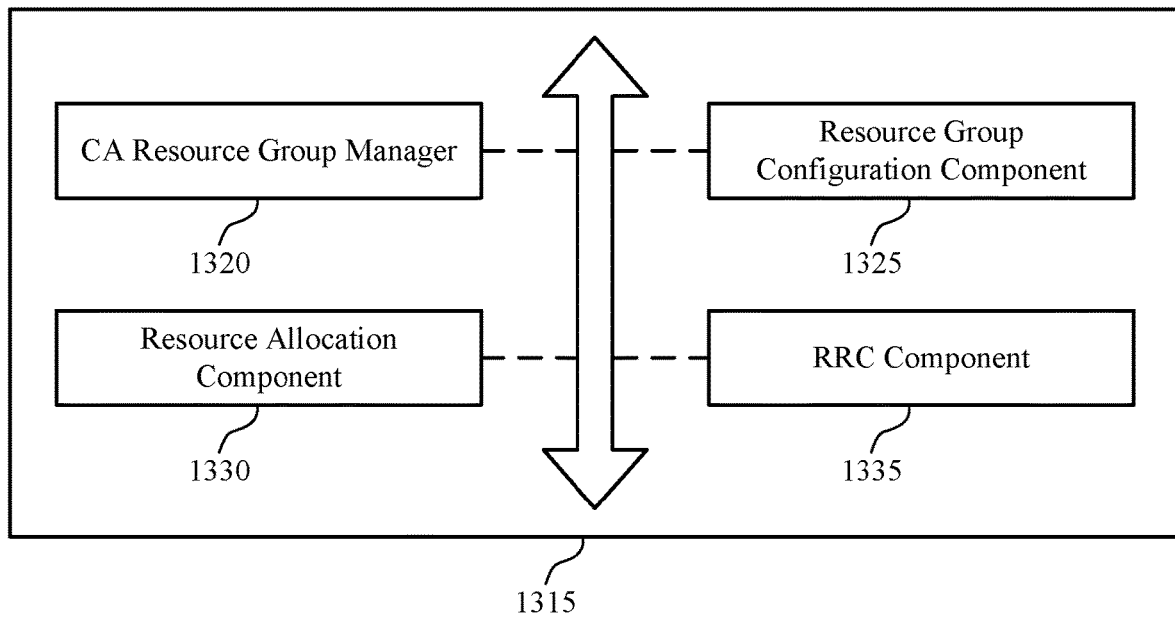 CA Resource Group Manager
1320
Resource Group
Configuration Component
1325
Resource Allocation
Component
1330
RRC Component
1335
1315